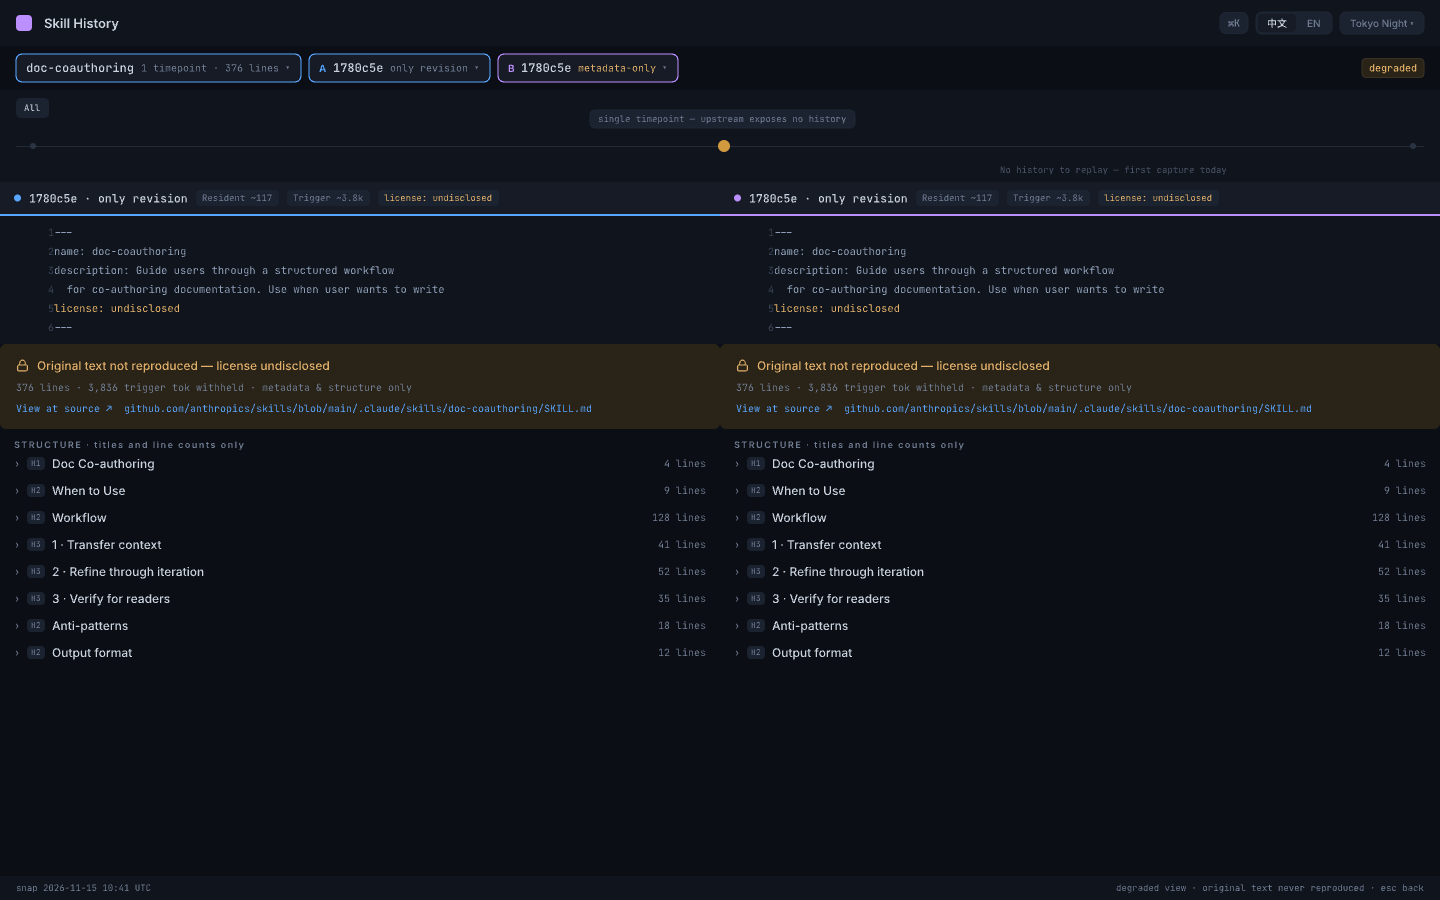 Skill History
⌘K 中文 EN Tokyo Night ▾
doc-coauthoring 1 timepoint · 376 lines ▾ A 1780c5e only revision ▾ B 1780c5e metadata-only ▾ degraded
All
single timepoint — upstream exposes no history
No history to replay — first capture today
1780c5e · only revision Resident ~117 Trigger ~3.8k license: undisclosed
1 ---
2 name: doc-coauthoring
3 description: Guide users through a structured workflow
4 for co-authoring documentation. Use when user wants to write
5 license: undisclosed
6 ---
Original text not reproduced — license undisclosed
376 lines · 3,836 trigger tok withheld · metadata & structure only
View at source ↗ github.com/anthropics/skills/blob/main/.claude/skills/doc-coauthoring/SKILL.md
STRUCTURE · titles and line counts only
› H1 Doc Co-authoring 4 lines
› H2 When to Use 9 lines
› H2 Workflow 128 lines
› H3 1 · Transfer context 41 lines
› H3 2 · Refine through iteration 52 lines
› H3 3 · Verify for readers 35 lines
› H2 Anti-patterns 18 lines
› H2 Output format 12 lines
1780c5e · only revision Resident ~117 Trigger ~3.8k license: undisclosed
1 ---
2 name: doc-coauthoring
3 description: Guide users through a structured workflow
4 for co-authoring documentation. Use when user wants to write
5 license: undisclosed
6 ---
Original text not reproduced — license undisclosed
376 lines · 3,836 trigger tok withheld · metadata & structure only
View at source ↗ github.com/anthropics/skills/blob/main/.claude/skills/doc-coauthoring/SKILL.md
STRUCTURE · titles and line counts only
› H1 Doc Co-authoring 4 lines
› H2 When to Use 9 lines
› H2 Workflow 128 lines
› H3 1 · Transfer context 41 lines
› H3 2 · Refine through iteration 52 lines
› H3 3 · Verify for readers 35 lines
› H2 Anti-patterns 18 lines
› H2 Output format 12 lines
snap 2026-11-15 10:41 UTC
degraded view · original text never reproduced · esc back